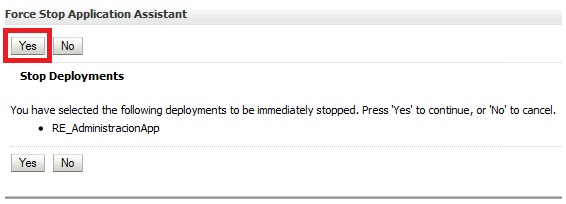 Force Stop Application Assistant
Yes No
Stop Deployments
You have selected the following deployments to be immediately stopped. Press 'Yes' to continue, or 'No' to cancel.
• RE_AdministracionApp
Yes No